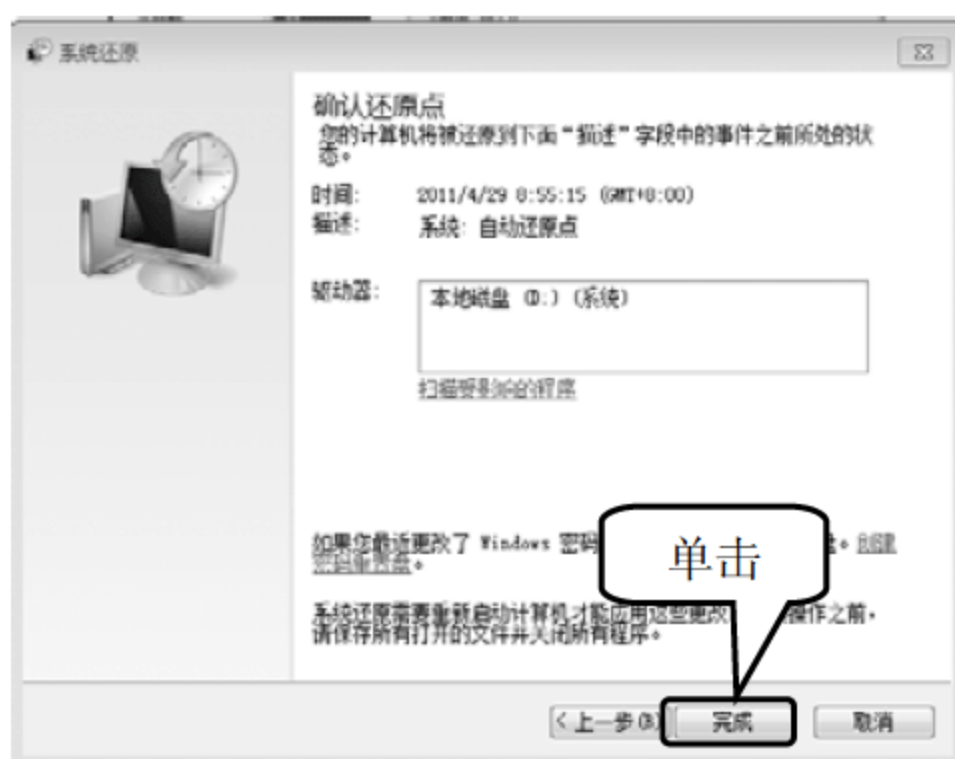 系统还原
确认还原点
您的计算机将被还原到下面“描述”字段中的事件之前所处的状
态。
时间: 2011/4/29 8:55:15 (GMT+8:00)
描述: 系统: 自动还原点
驱动器: 本地磁盘 (D:) (系统)
扫描受影响的程序
如果您最近更改了 Windows 密码 。创建
密码重置盘。
单击
系统还原需要重新启动计算机才能应用这些更改 操作之前,
请保存所有打开的文件并关闭所有程序。
<上一步(B) 完成 取消